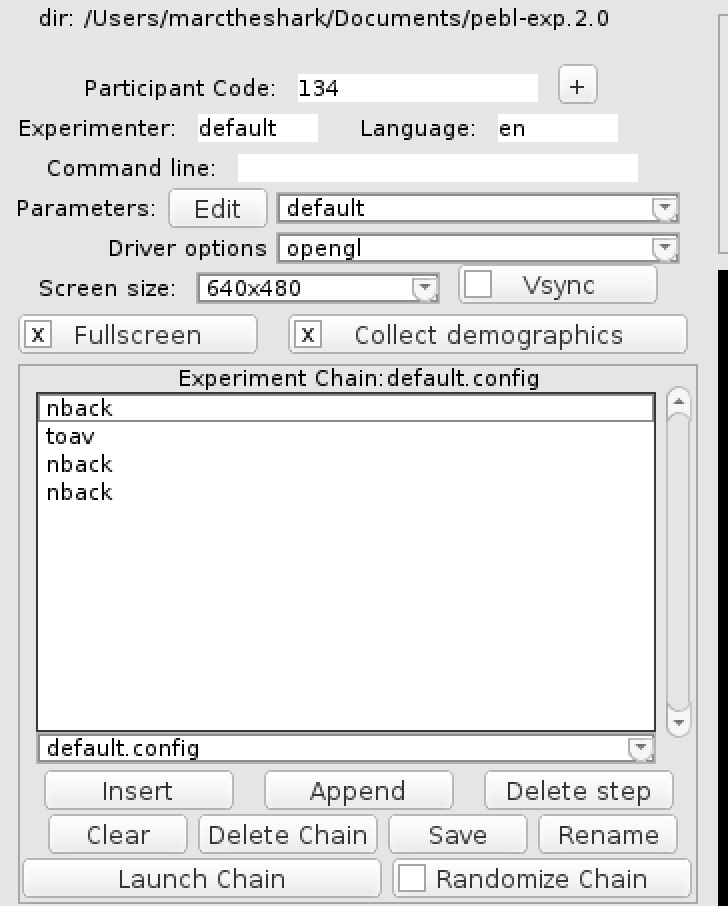 dir: /Users/marctheshark/Documents/pebl-exp.2.0
Participant Code: 134 +
Experimenter: default Language: en
Command line:
Parameters: Edit default
Driver options opengl
Screen size: 640x480 Vsync
X Fullscreen X Collect demographics
Experiment Chain:default.config
nback
toav
nback
nback
default.config
Insert Append Delete step
Clear Delete Chain Save Rename
Launch Chain Randomize Chain